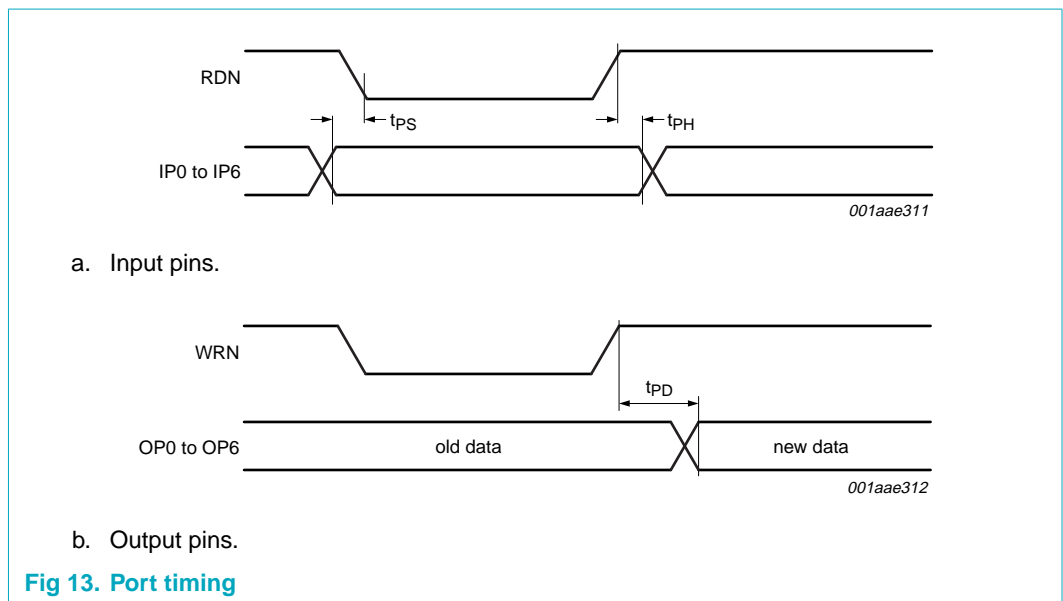 RDN
tPS
tPH
IP0 to IP6
001aae311
a. Input pins.
WRN
tPD
OP0 to OP6
old data
new data
001aae312
b. Output pins.
Fig 13. Port timing